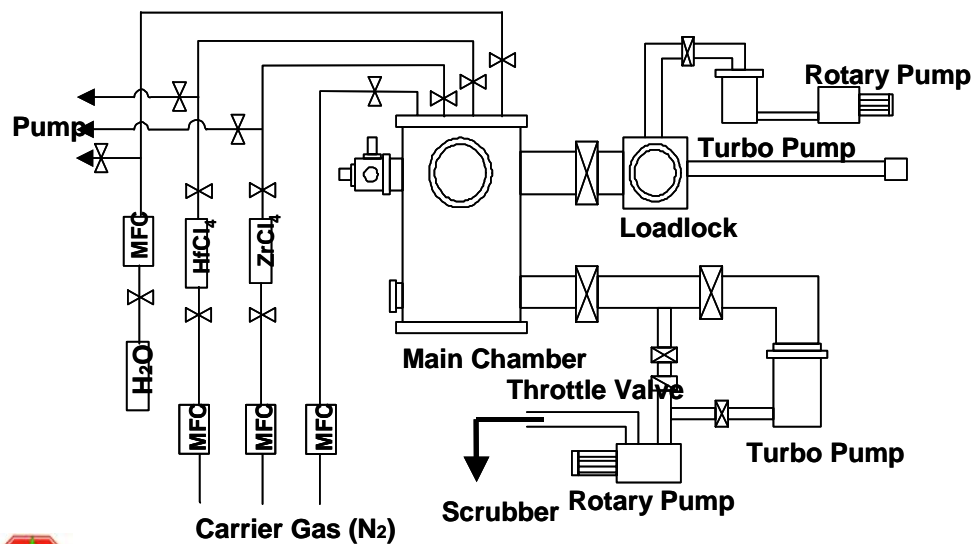 Rotary Pump
Pump
Turbo Pump
MFC
HfCl₄
ZrCl₄
Loadlock
H₂O
Main Chamber
Throttle Valve
MFC
MFC
MFC
Turbo Pump
Scrubber
Rotary Pump
Carrier Gas (N₂)